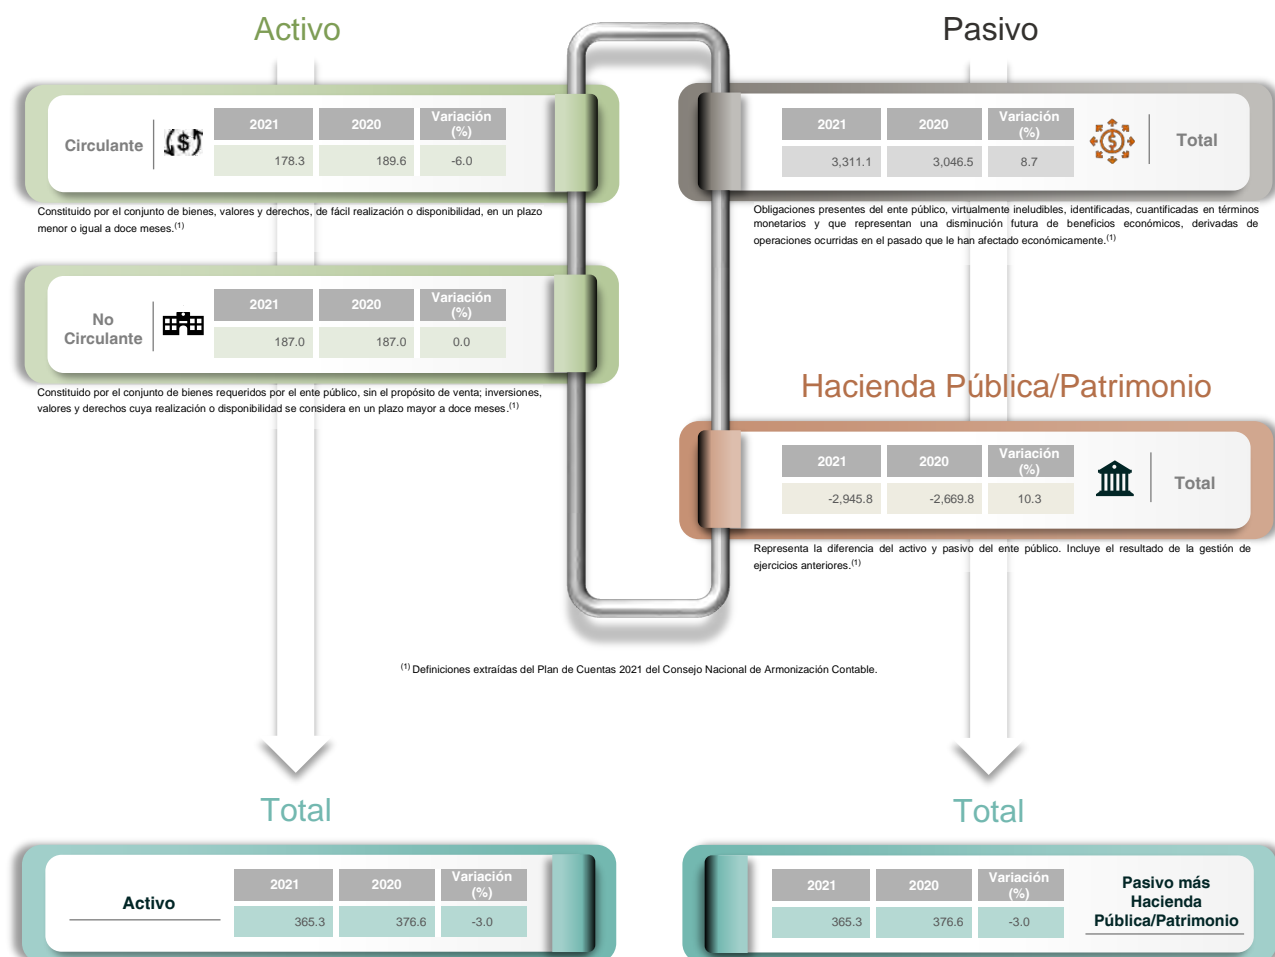 Activo
Circulante
2021 2020 Variación (%)
178.3 189.6 -6.0
Constituido por el conjunto de bienes, valores y derechos, de fácil realización o disponibilidad, en un plazo
menor o igual a doce meses.(1)
No
Circulante
2021 2020 Variación (%)
187.0 187.0 0.0
Constituido por el conjunto de bienes requeridos por el ente público, sin el propósito de venta; inversiones,
valores y derechos cuya realización o disponibilidad se considera en un plazo mayor a doce meses.(1)
Pasivo
2021 2020 Variación (%)
3,311.1 3,046.5 8.7
Total
Obligaciones presentes del ente público, virtualmente ineludibles, identificadas, cuantificadas en términos
monetarios y que representan una disminución futura de beneficios económicos, derivadas de
operaciones ocurridas en el pasado que le han afectado económicamente.(1)
Hacienda Pública/Patrimonio
2021 2020 Variación (%)
-2,945.8 -2,669.8 10.3
Total
Representa la diferencia del activo y pasivo del ente público. Incluye el resultado de la gestión de
ejercicios anteriores.(1)
(1) Definiciones extraídas del Plan de Cuentas 2021 del Consejo Nacional de Armonización Contable.
Total
Activo
2021 2020 Variación (%)
365.3 376.6 -3.0
Total
2021 2020 Variación (%)
365.3 376.6 -3.0
Pasivo más
Hacienda
Pública/Patrimonio